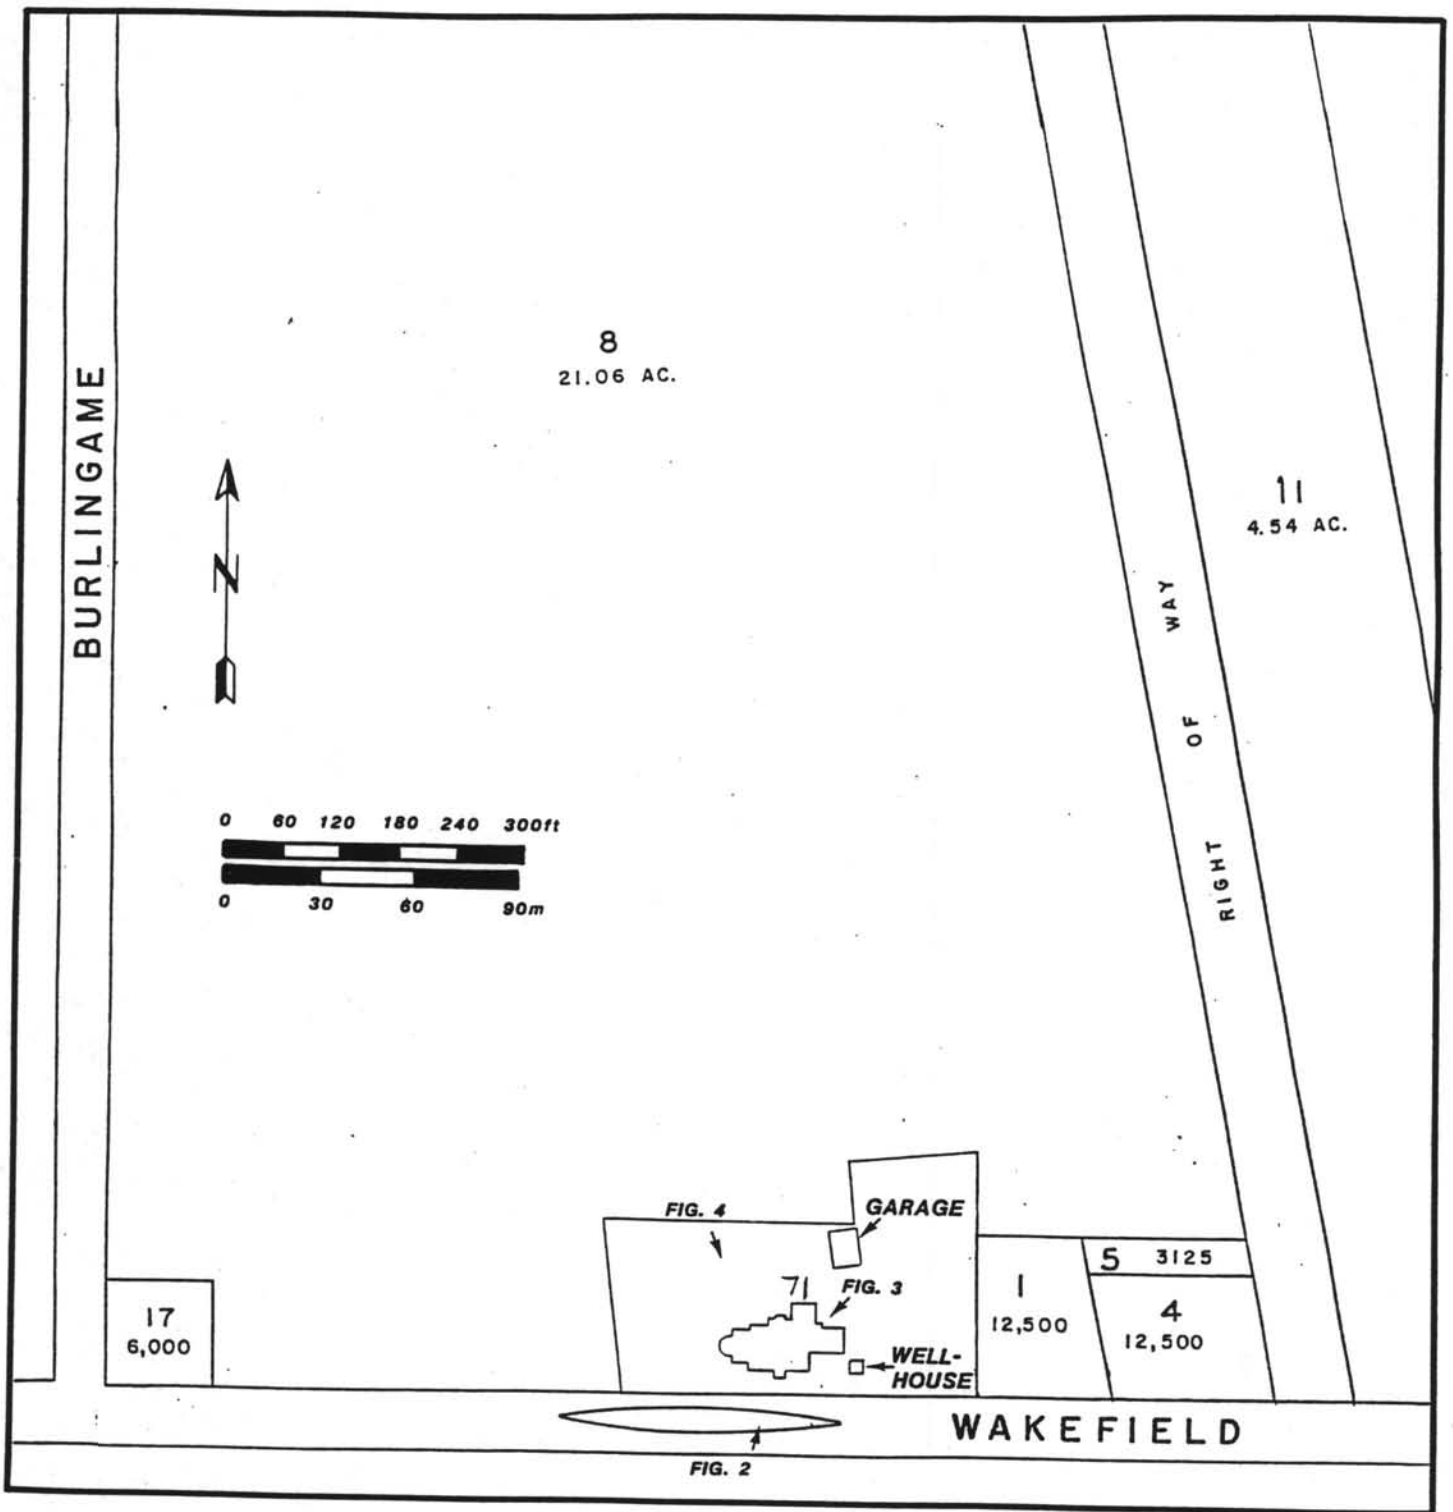 8
21.06 AC.
BURLINGAME
N
11
4.54 AC.
RIGHT OF WAY
0 60 120 180 240 300ft
0 30 60 90m
FIG. 4
GARAGE
71
FIG. 3
WELL-
HOUSE
17
6,000
1
12,500
5 3125
4
12,500
WAKEFIELD
FIG. 2